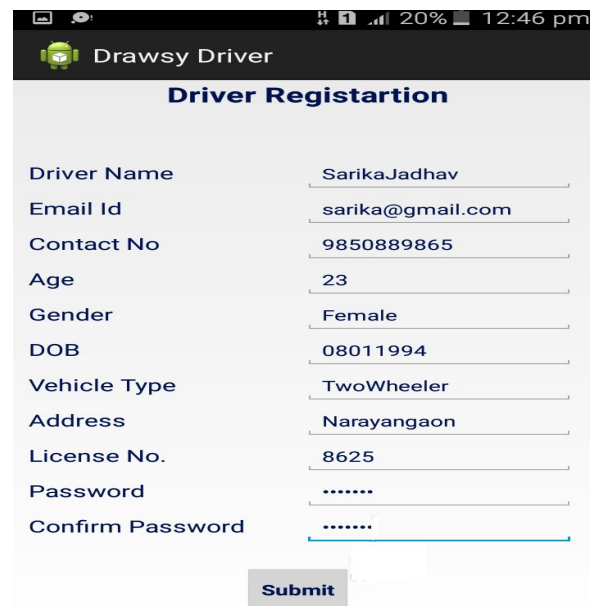 H 1 20% 12:46 pm
Drawsy Driver
Driver Registartion
Driver Name SarikaJadhav
Email Id sarika@gmail.com
Contact No 9850889865
Age 23
Gender Female
DOB 08011994
Vehicle Type TwoWheeler
Address Narayangaon
License No. 8625
Password •••••••
Confirm Password •••••••
Submit